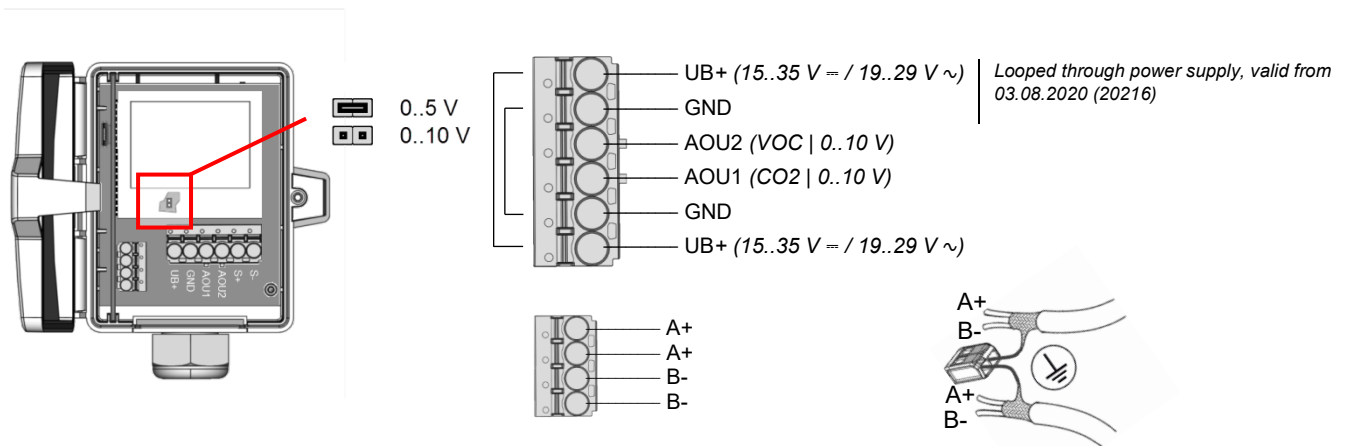 0..5 V
0..10 V
UB+
GND
AOU1
AOU2
S+
S-
UB+ (15..35 V ⎓ / 19..29 V ∿)
GND
AOU2 (VOC | 0..10 V)
AOU1 (CO2 | 0..10 V)
GND
UB+ (15..35 V ⎓ / 19..29 V ∿)
Looped through power supply, valid from
03.08.2020 (20216)
A+
A+
B-
B-
A+
B-
A+
B-